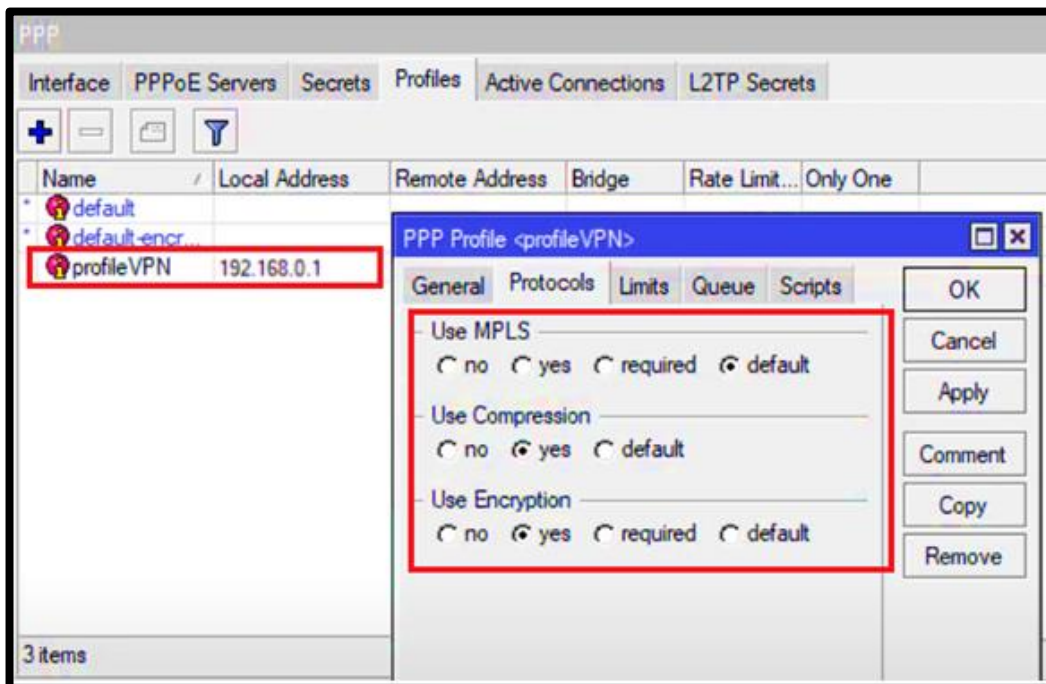 PPP
Interface PPPoE Servers Secrets Profiles Active Connections L2TP Secrets
Name Local Address Remote Address Bridge Rate Limit... Only One
* default
* default-encr...
profileVPN 192.168.0.1
PPP Profile <profileVPN>
General Protocols Limits Queue Scripts
Use MPLS
no yes required default
Use Compression
no yes default
Use Encryption
no yes required default
OK
Cancel
Apply
Comment
Copy
Remove
3 items